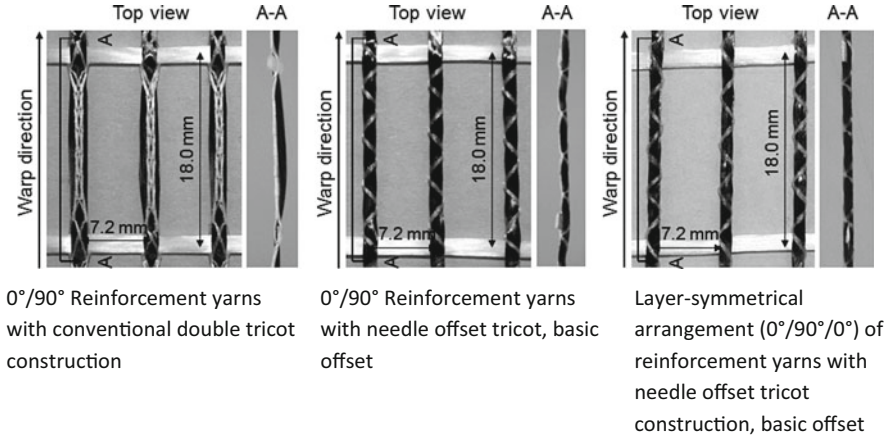 Top view
A-A
Top view
A-A
Top view
A-A
Warp direction
A
18.0 mm
7.2 mm
A
Warp direction
A
18.0 mm
7.2 mm
A
Warp direction
A
18.0 mm
7.2 mm
A
0°/90° Reinforcement yarns
with conventional double tricot
construction
0°/90° Reinforcement yarns
with needle offset tricot, basic
offset
Layer-symmetrical
arrangement (0°/90°/0°) of
reinforcement yarns with
needle offset tricot
construction, basic offset